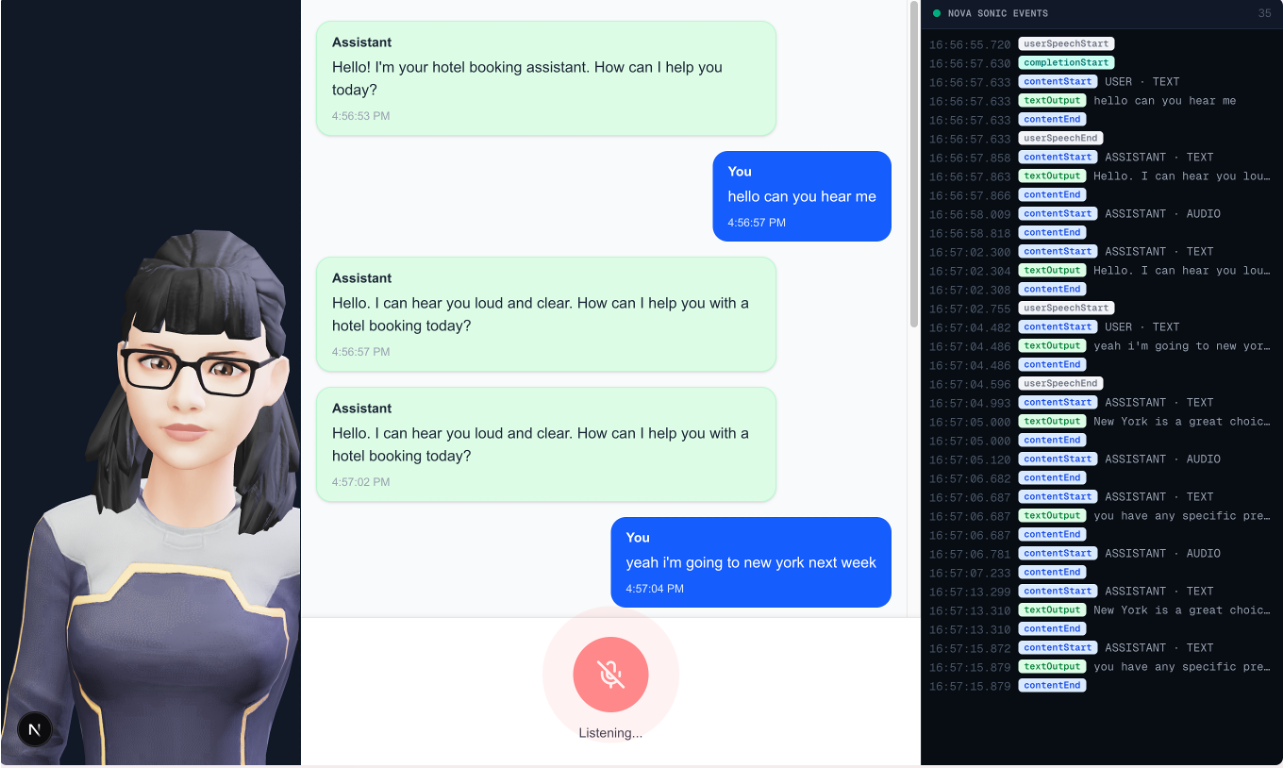 Assistant
Hello! I'm your hotel booking assistant. How can I help you
today?
4:56:53 PM
You
hello can you hear me
4:56:57 PM
Assistant
Hello. I can hear you loud and clear. How can I help you with a
hotel booking today?
4:56:57 PM
Assistant
Hello. I can hear you loud and clear. How can I help you with a
hotel booking today?
4:57:02 PM
You
yeah i'm going to new york next week
4:57:04 PM
Listening...
N
NOVA SONIC EVENTS 35
16:56:55.720 userSpeechStart
16:56:57.630 completionStart
16:56:57.633 contentStart USER · TEXT
16:56:57.633 textOutput hello can you hear me
16:56:57.633 contentEnd
16:56:57.633 userSpeechEnd
16:56:57.858 contentStart ASSISTANT · TEXT
16:56:57.863 textOutput Hello. I can hear you lou…
16:56:57.866 contentEnd
16:56:58.009 contentStart ASSISTANT · AUDIO
16:56:58.818 contentEnd
16:57:02.300 contentStart ASSISTANT · TEXT
16:57:02.304 textOutput Hello. I can hear you lou…
16:57:02.308 contentEnd
16:57:02.755 userSpeechStart
16:57:04.482 contentStart USER · TEXT
16:57:04.486 textOutput yeah i'm going to new yor…
16:57:04.486 contentEnd
16:57:04.596 userSpeechEnd
16:57:04.993 contentStart ASSISTANT · TEXT
16:57:05.000 textOutput New York is a great choic…
16:57:05.000 contentEnd
16:57:05.120 contentStart ASSISTANT · AUDIO
16:57:06.682 contentEnd
16:57:06.687 contentStart ASSISTANT · TEXT
16:57:06.687 textOutput you have any specific pre…
16:57:06.687 contentEnd
16:57:06.781 contentStart ASSISTANT · AUDIO
16:57:07.233 contentEnd
16:57:13.299 contentStart ASSISTANT · TEXT
16:57:13.310 textOutput New York is a great choic…
16:57:13.310 contentEnd
16:57:15.872 contentStart ASSISTANT · TEXT
16:57:15.879 textOutput you have any specific pre…
16:57:15.879 contentEnd